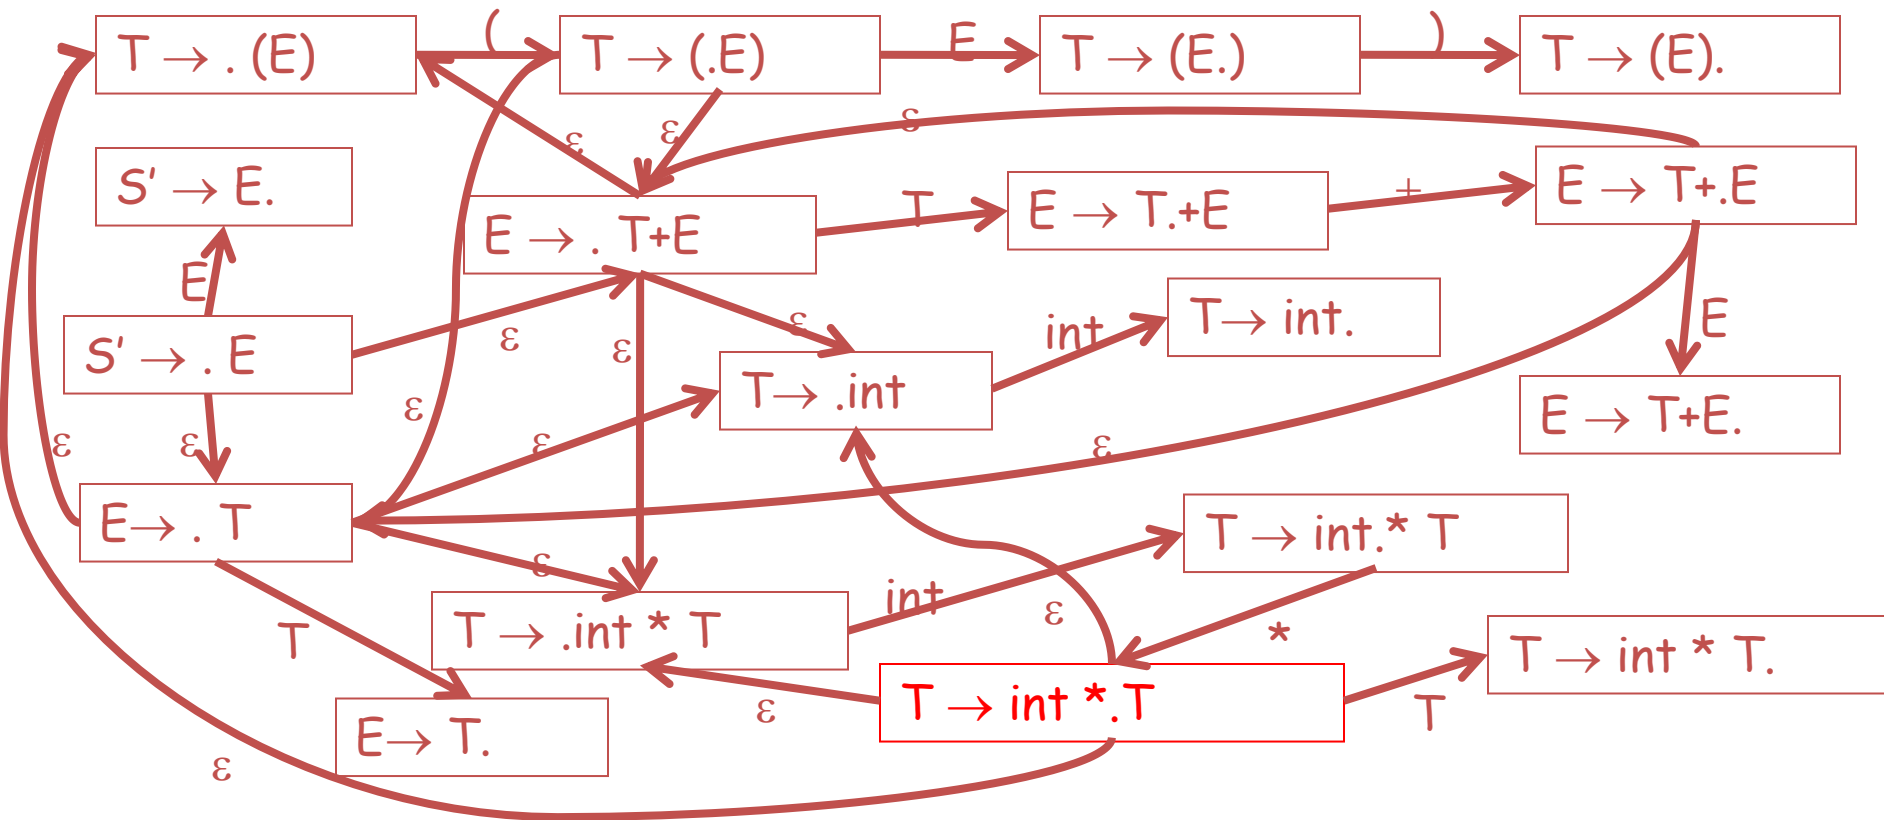 (
E
)
T → . (E)
T → (.E)
T → (E.)
T → (E).
ε
ε
ε
S' → E.
E → T+.E
T
+
E → . T+E
E → T.+E
E
ε
ε
ε
int
T→ int.
E
S' → . E
T→ .int
ε
E → T+E.
ε
ε
ε
ε
E→ . T
T → int.* T
ε
int
ε
*
T
T → .int * T
T → int * T.
T → int *.T
ε
T
E→ T.
ε